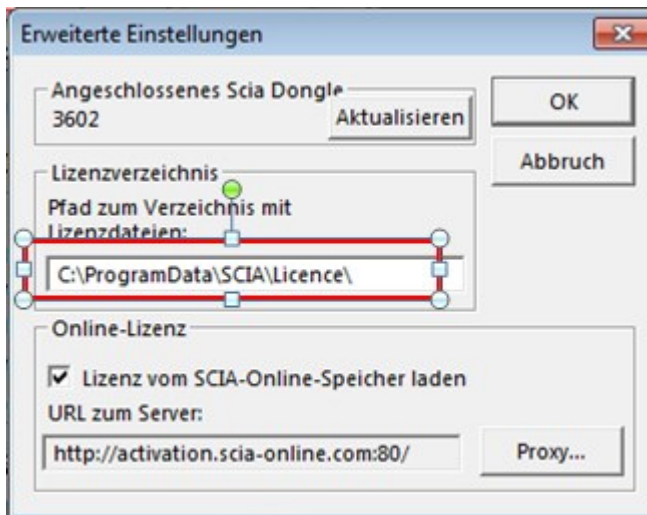 Erweiterte Einstellungen
Angeschlossenes Scia Dongle
3602
Aktualisieren
OK
Abbruch
Lizenzverzeichnis
Pfad zum Verzeichnis mit
Lizenzdateien:
C:\ProgramData\SCIA\Licence\
Online-Lizenz
Lizenz vom SCIA-Online-Speicher laden
URL zum Server:
http://activation.scia-online.com:80/
Proxy...